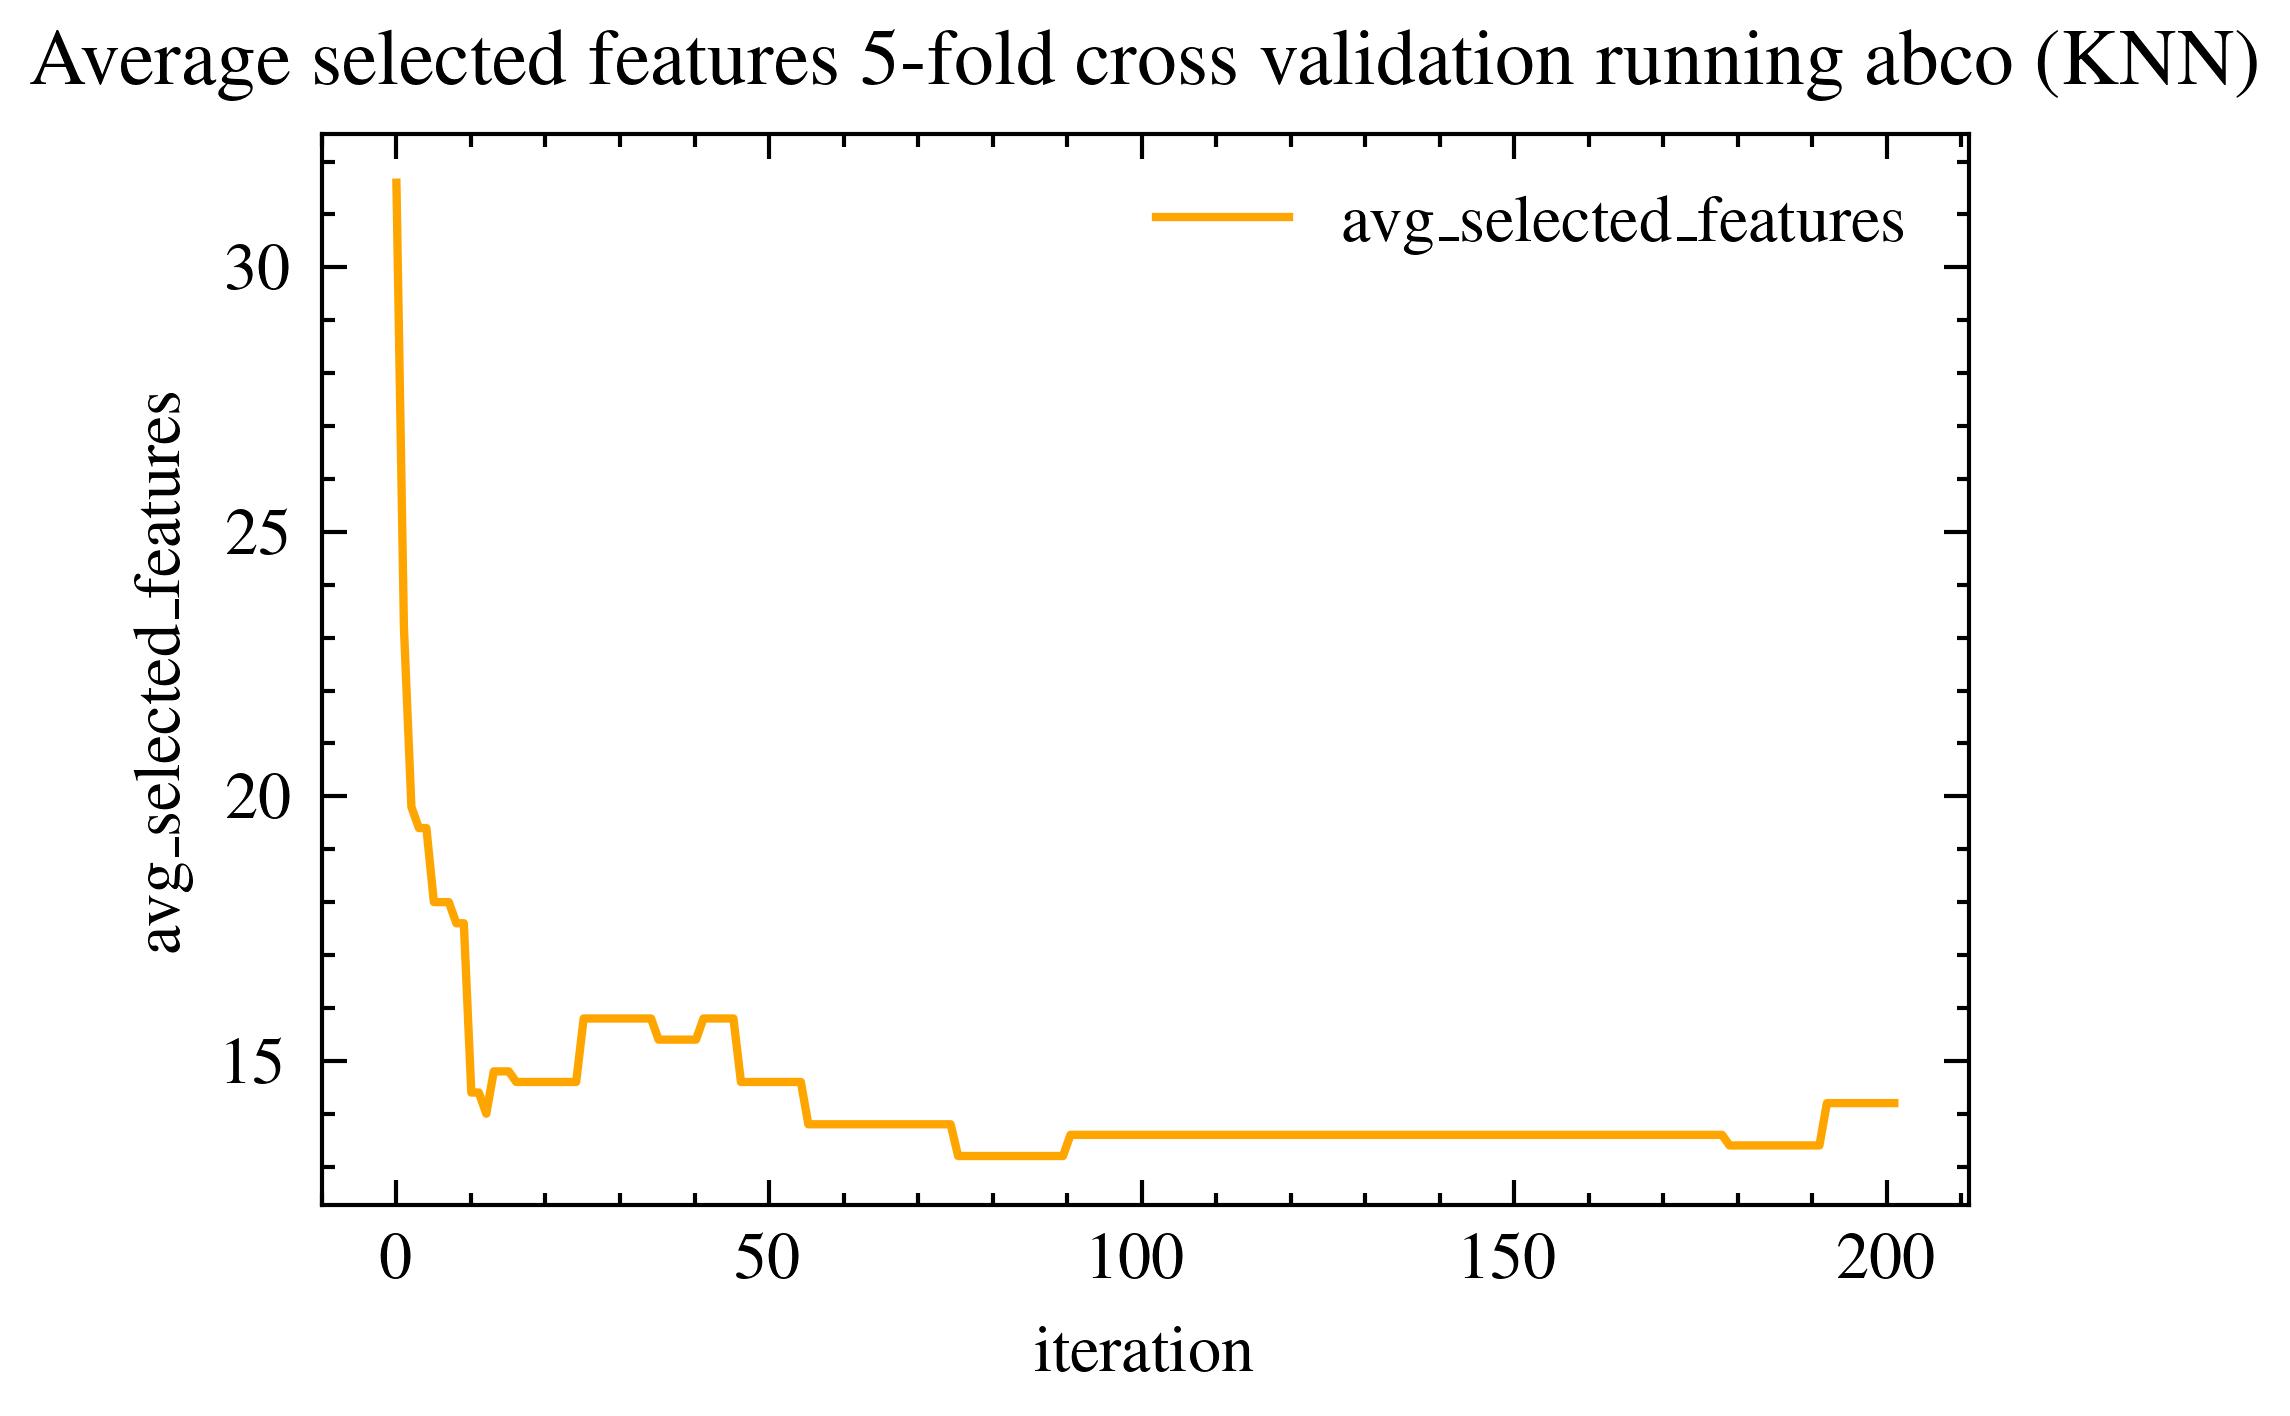 Average selected features 5-fold cross validation running abco (KNN)
avg_selected_features
30
25
20
15
avg_selected_features
0 50 100 150 200
iteration